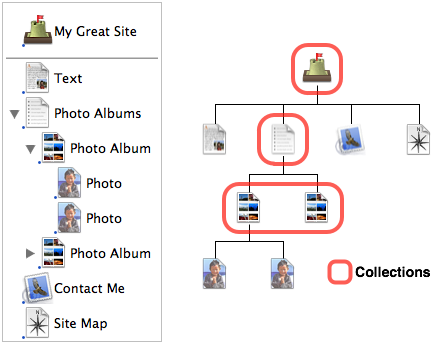 My Great Site
Text
Photo Albums
Photo Album
Photo
Photo
Photo Album
Contact Me
Site Map
Collections